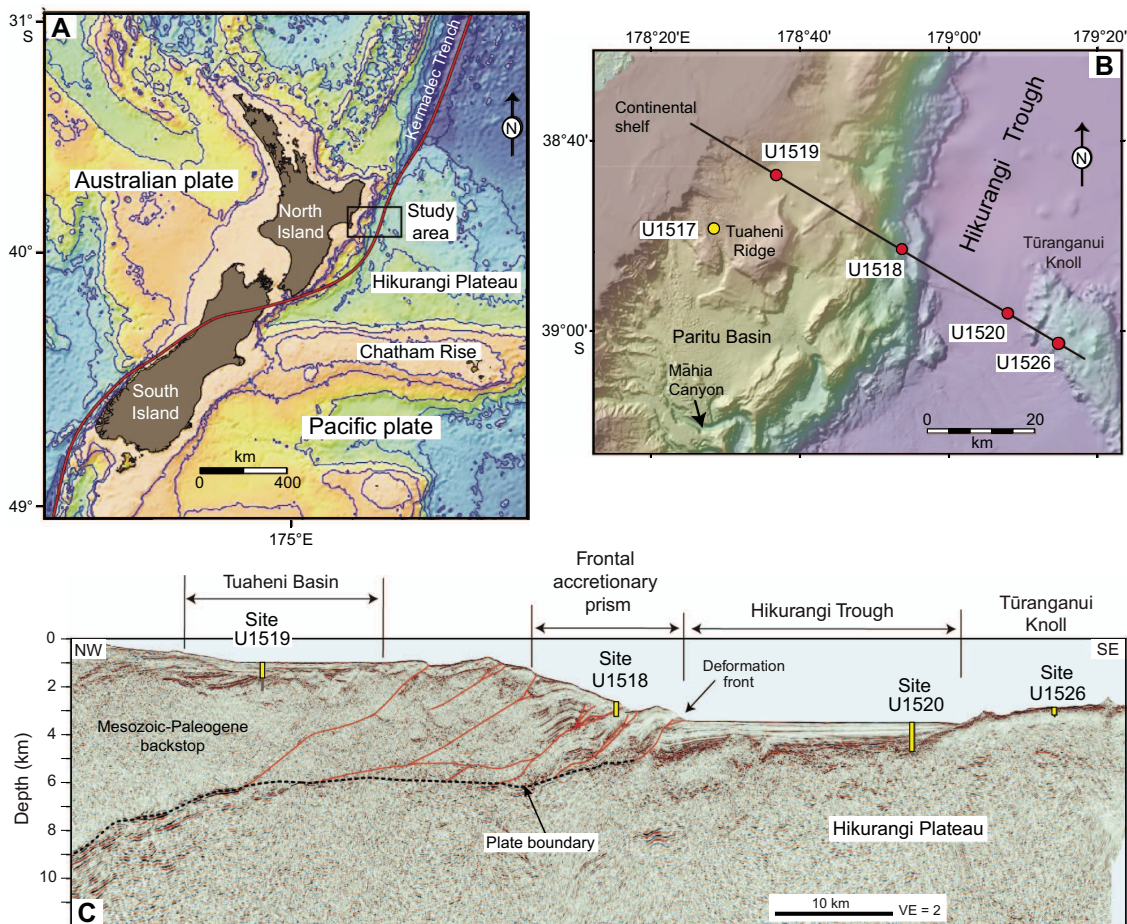 31°
S
A
Kermadec Trench
N
Australian plate
North
Island
Study
area
40°
Hikurangi Plateau
Chatham Rise
South
Island
Pacific plate
km
0 400
49°
175°E
178°20'E 178°40' 179°00' 179°20'
B
Continental
shelf
Hikurangi Trough
N
38°40'
U1519
U1517
Tuaheni
Ridge
U1518
Tūranganui
Knoll
U1520
39°00'
S
U1526
Paritu Basin
Māhia
Canyon
0 20
km
Tuaheni Basin
Frontal
accretionary
prism
Hikurangi Trough
Tūranganui
Knoll
Site
U1519
0
NW
SE
Site
U1518
Deformation
front
Site
U1520
Site
U1526
2
Mesozoic-Paleogene
backstop
4
6
Depth (km)
Plate boundary
Hikurangi Plateau
8
10
C
10 km VE = 2